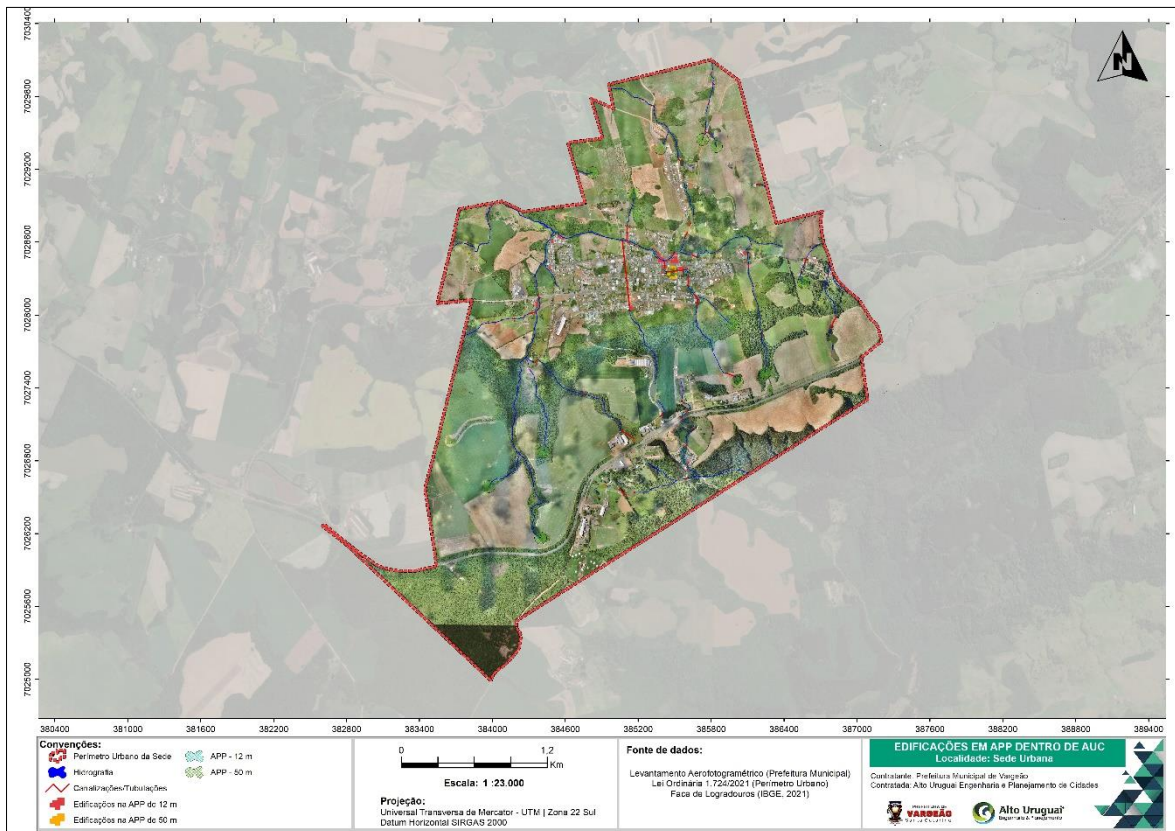 7030400
7029800
7029200
7028600
7028000
7027400
7026800
7026200
7025600
7025000
N
380400 381000 381600 382200 382800 383400 384000 384600 385200 385800 386400 387000 387600 388200 388800 389400
Convenções:
Perímetro Urbano da Sede
Hidrografia
Canalizações/Tubulações
Edificações na APP de 12 m
Edificações na APP de 50 m
APP - 12 m
APP - 50 m
0 1,2
Km
Escala: 1 :23.000
Projeção:
Universal Transversa de Mercator - UTM | Zona 22 Sul
Datum Horizontal SIRGAS 2000
Fonte de dados:
Levantamento Aerofotogramétrico (Prefeitura Municipal)
Lei Ordinária 1.724/2021 (Perímetro Urbano)
Face de Logradouros (IBGE, 2021)
EDIFICAÇÕES EM APP DENTRO DE AUC
Localidade: Sede Urbana
Contratante: Prefeitura Municipal de Vargeão
Contratada: Alto Uruguai Engenharia e Planejamento de Cidades
VARGEÃO
Alto Uruguai
Engenharia & Planejamento